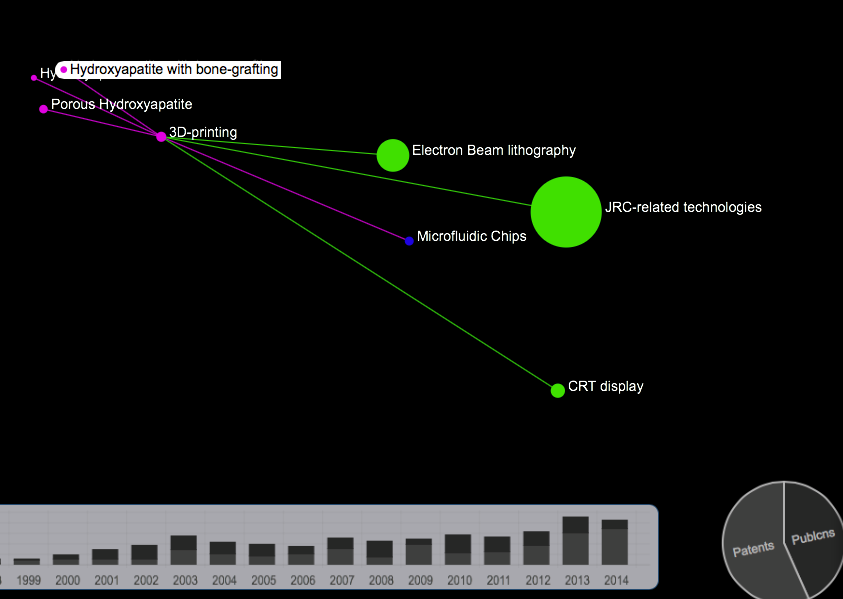 Hydroxyapatite with bone-grafting
Porous Hydroxyapatite
3D-printing
Electron Beam lithography
JRC-related technologies
Microfluidic Chips
CRT display
Patents
Publcns
1999 2000 2001 2002 2003 2004 2005 2006 2007 2008 2009 2010 2011 2012 2013 2014